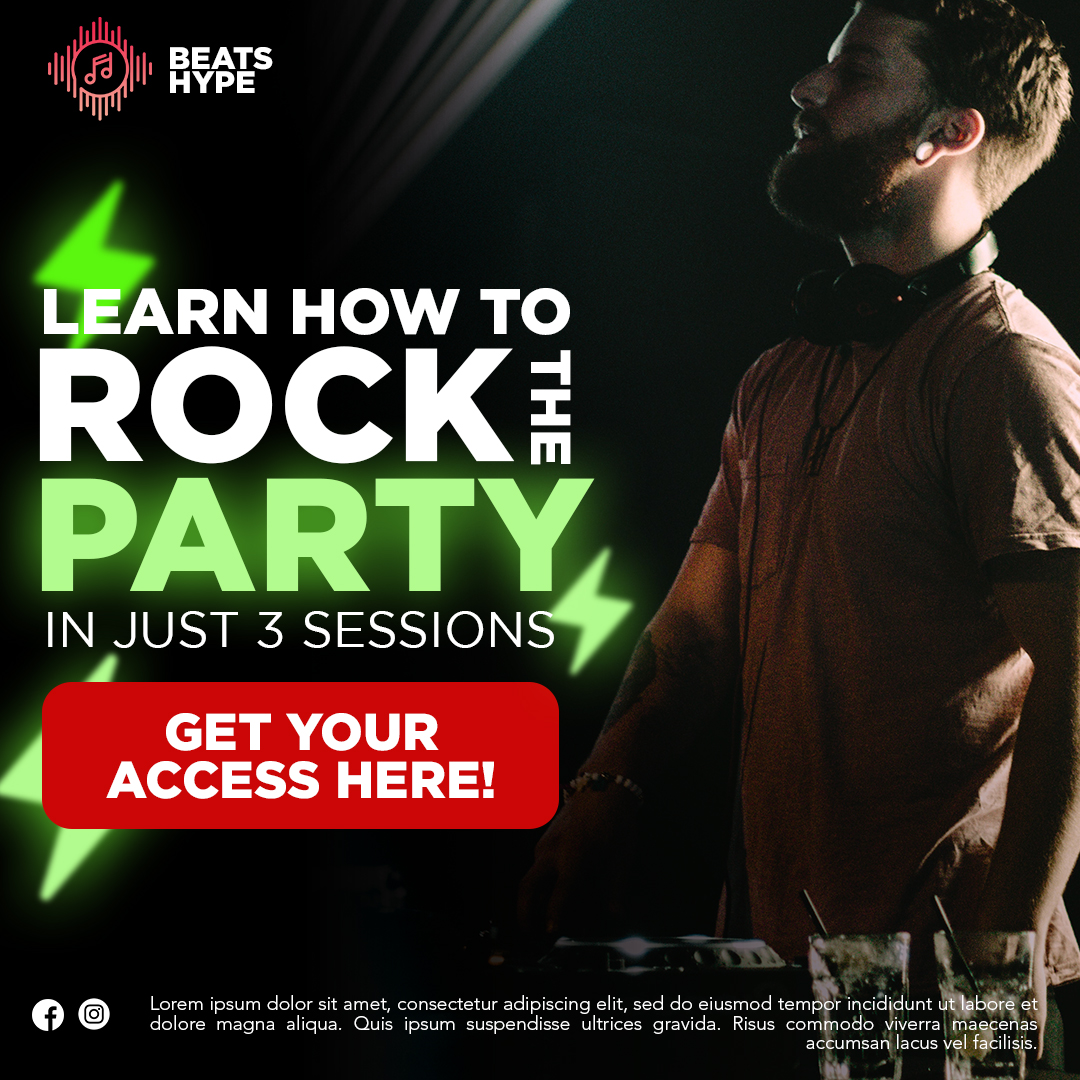 BEATS
HYPE
LEARN HOW TO
ROCK THE
PARTY
IN JUST 3 SESSIONS
GET YOUR
ACCESS HERE!
Lorem ipsum dolor sit amet, consectetur adipiscing elit, sed do eiusmod tempor incididunt ut labore et
dolore magna aliqua. Quis ipsum suspendisse ultrices gravida. Risus commodo viverra maecenas
accumsan lacus vel facilisis.